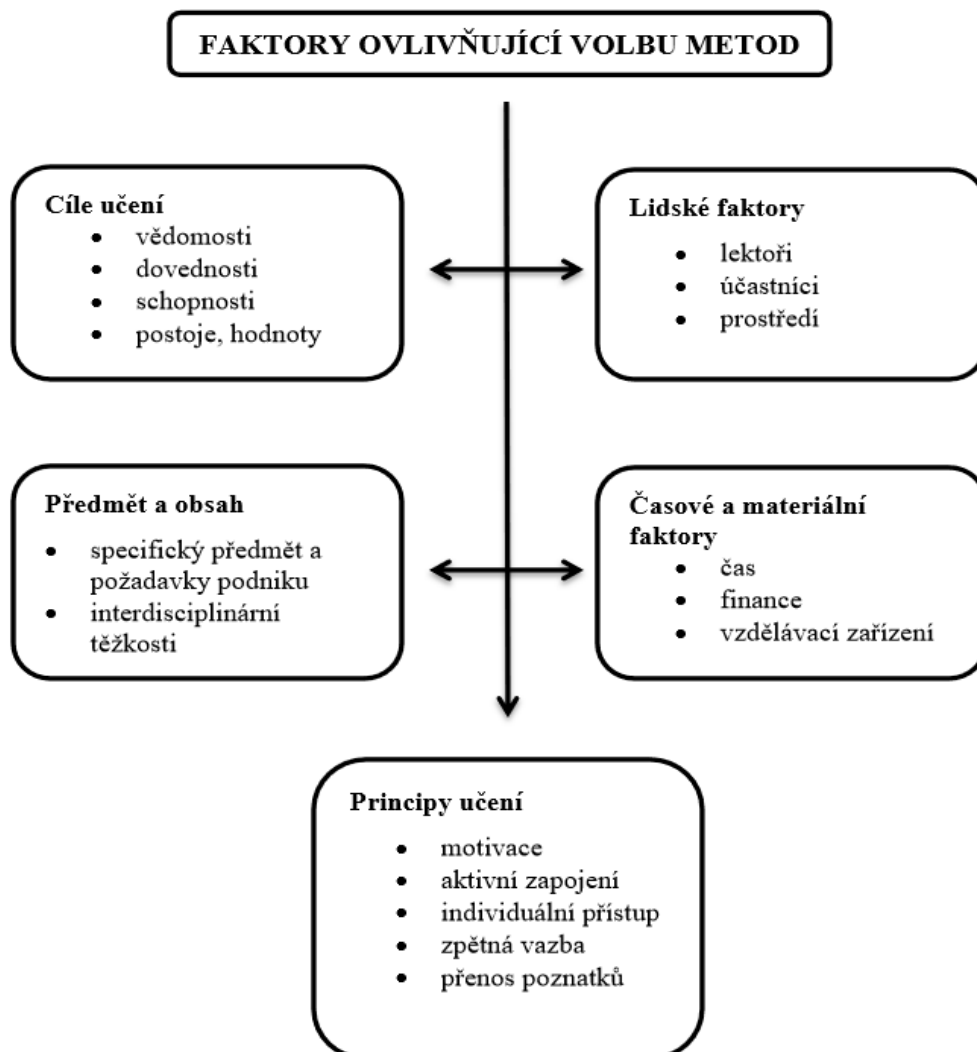 FAKTORY OVLIVŇUJÍCÍ VOLBU METOD
Cíle učení
• vědomosti
• dovednosti
• schopnosti
• postoje, hodnoty
Lidské faktory
• lektoři
• účastníci
• prostředí
Předmět a obsah
• specifický předmět a
požadavky podniku
• interdisciplinární
těžkosti
Časové a materiální
faktory
• čas
• finance
• vzdělávací zařízení
Principy učení
• motivace
• aktivní zapojení
• individuální přístup
• zpětná vazba
• přenos poznatků